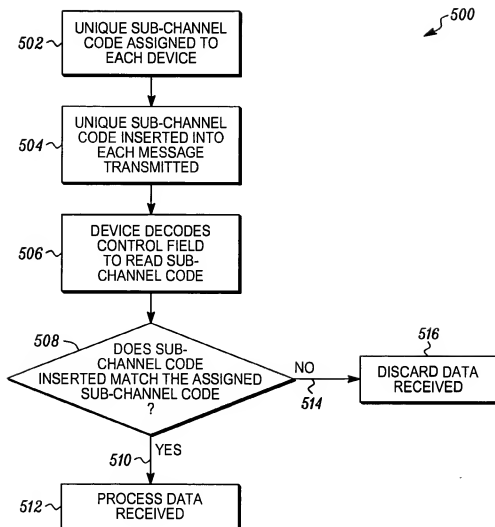 500
502
UNIQUE SUB-CHANNEL
CODE ASSIGNED TO
EACH DEVICE
504
UNIQUE SUB-CHANNEL
CODE INSERTED INTO
EACH MESSAGE
TRANSMITTED
506
DEVICE DECODES
CONTROL FIELD
TO READ SUB-
CHANNEL CODE
508
DOES SUB-
CHANNEL CODE
INSERTED MATCH THE ASSIGNED
SUB-CHANNEL CODE
?
NO
514
516
DISCARD DATA
RECEIVED
YES
510
512
PROCESS DATA
RECEIVED